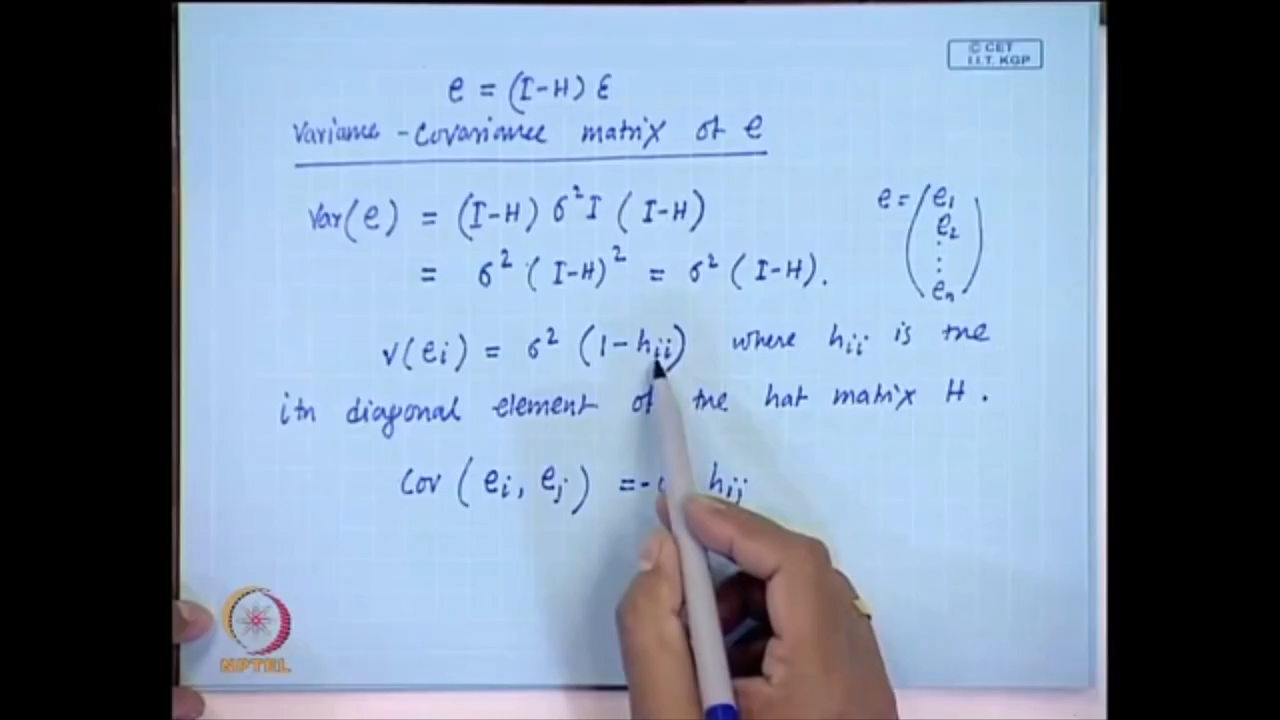 © CET
I.I.T. KGP
e = (I-H) ε
Variance - Covariance matrix of e
Var(e) = (I-H) σ²I (I-H)
= σ² (I-H)² = σ² (I-H).
e = (e₁ e₂ ⋮ eₙ)
V(eᵢ) = σ² (1-hᵢᵢ) where hᵢᵢ is the
ith diagonal element of the hat matrix H.
Cov (eᵢ, eⱼ) = - hᵢⱼ
NPTEL